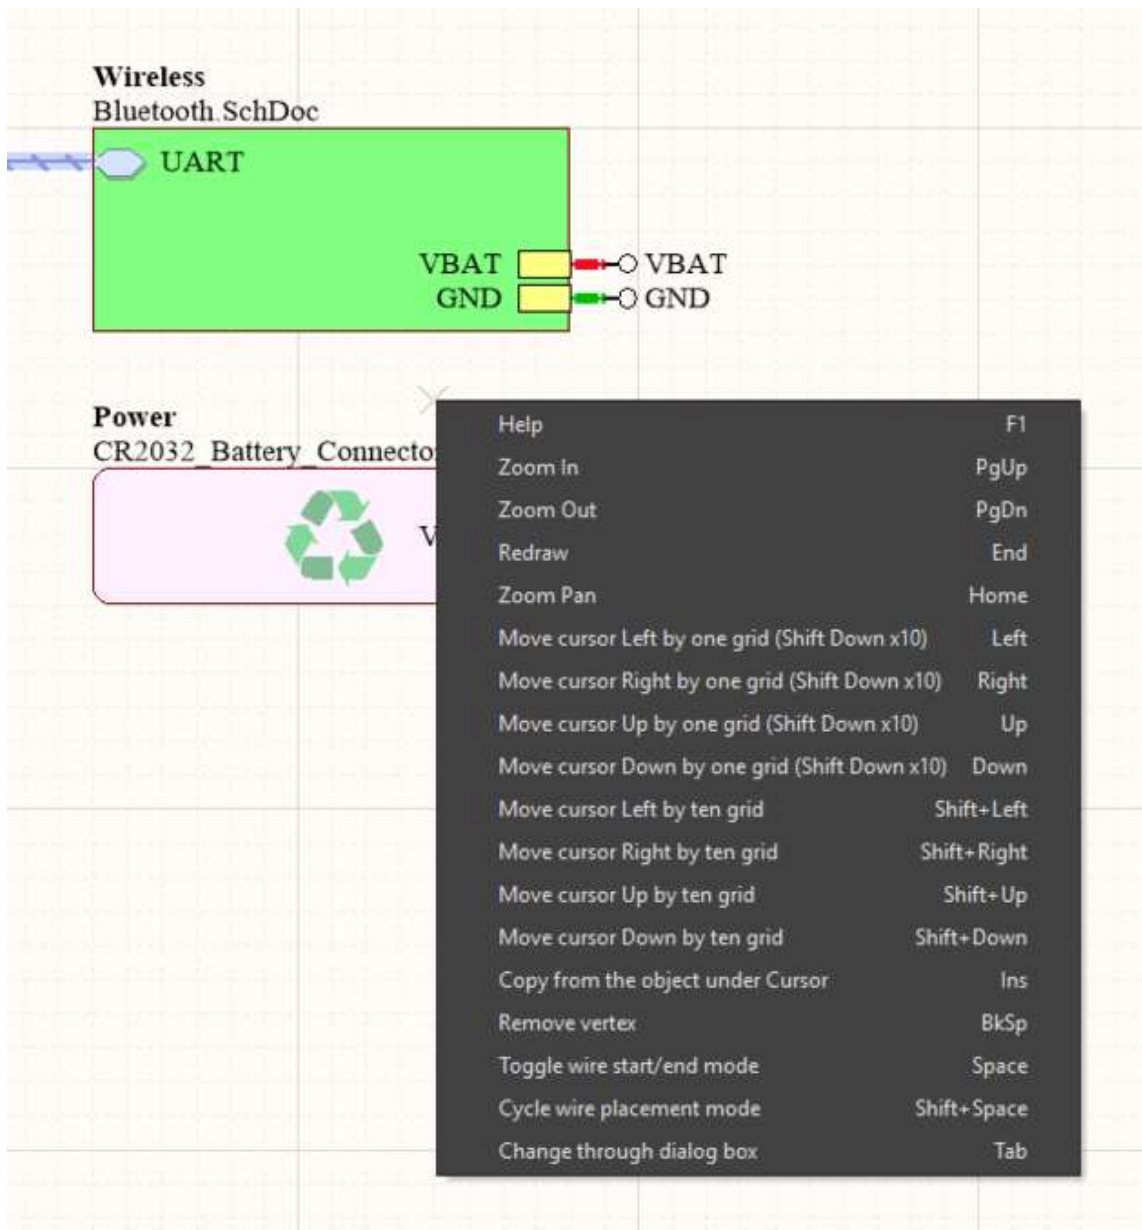 Wireless
Bluetooth.SchDoc
UART
VBAT VBAT
GND GND
Power
CR2032_Battery_Connecto
V
Help F1
Zoom In PgUp
Zoom Out PgDn
Redraw End
Zoom Pan Home
Move cursor Left by one grid (Shift Down x10) Left
Move cursor Right by one grid (Shift Down x10) Right
Move cursor Up by one grid (Shift Down x10) Up
Move cursor Down by one grid (Shift Down x10) Down
Move cursor Left by ten grid Shift+Left
Move cursor Right by ten grid Shift+Right
Move cursor Up by ten grid Shift+Up
Move cursor Down by ten grid Shift+Down
Copy from the object under Cursor Ins
Remove vertex BkSp
Toggle wire start/end mode Space
Cycle wire placement mode Shift+Space
Change through dialog box Tab